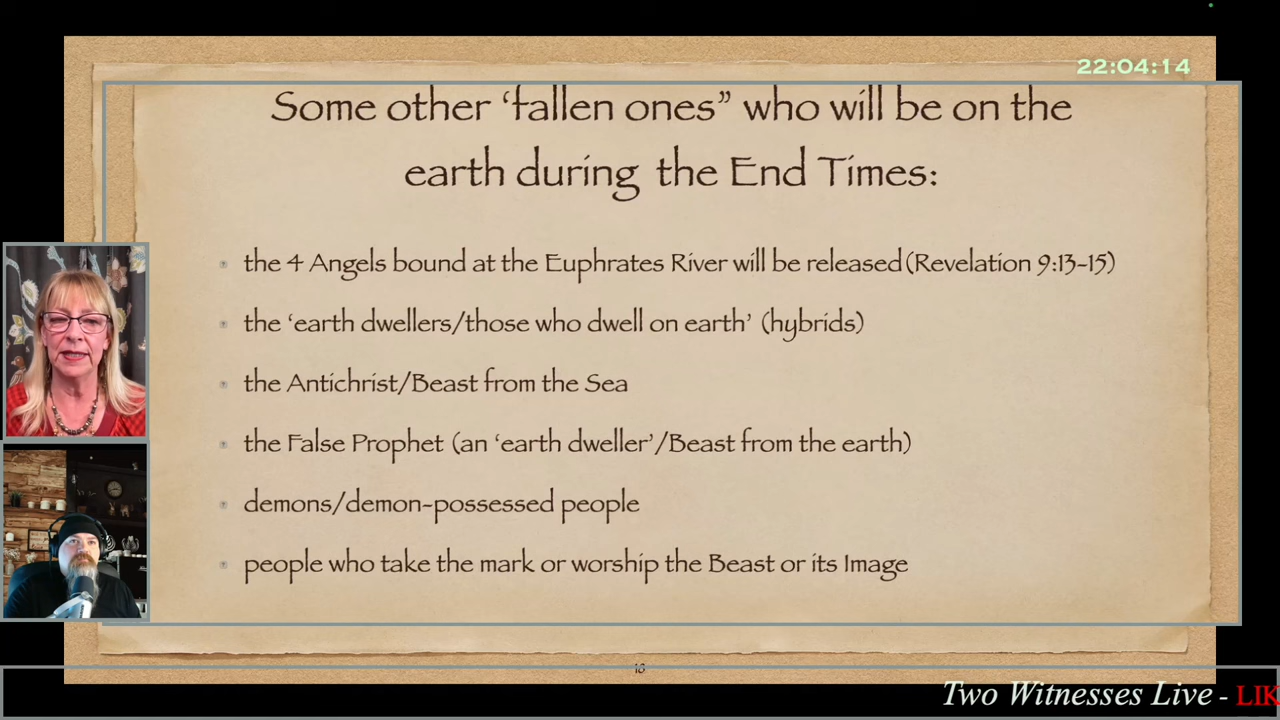 22:04:14
Some other ‘fallen ones” who will be on the
earth during the End Times:
the 4 Angels bound at the Euphrates River will be released (Revelation 9:13-15)
the ‘earth dwellers/those who dwell on earth’ (hybrids)
the Antichrist/Beast from the Sea
the False Prophet (an ‘earth dweller’/Beast from the earth)
demons/demon-possessed people
people who take the mark or worship the Beast or its Image
Two Witnesses Live - LIK